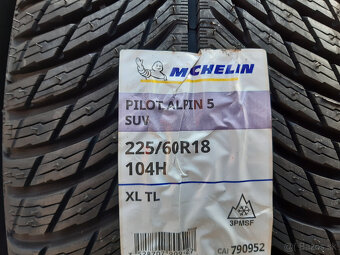 MICHELIN
PILOT ALPIN 5
SUV
225/60R18
104H
XL TL
3PMSF
CAI 790952